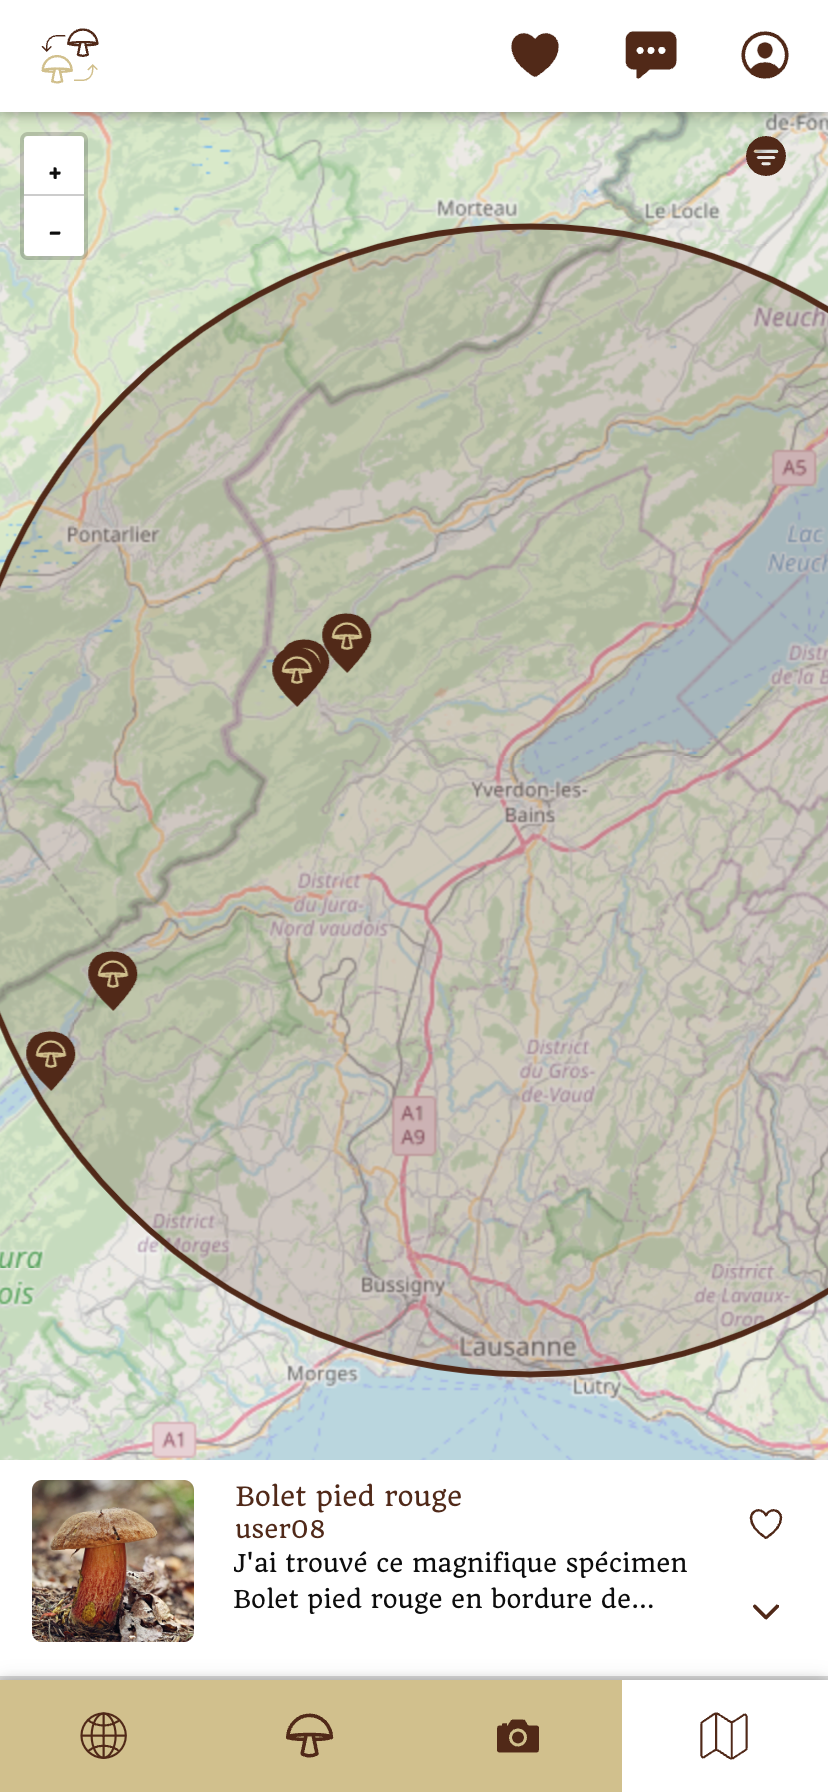 de-Fon
+
-
Morteau
Le Locle
Neuch
A5
Pontarlier
Lac
Neuch
Distr
de la B
Yverdon-les-
Bains
District
du Jura-
Nord vaudois
District
du Gros-
de-Vaud
A1
A9
District
de Morges
ura
ois
Bussigny
District
de Lavaux-
Oron
Lausanne
Morges
Lutry
A1
Bolet pied rouge
user08
J'ai trouvé ce magnifique spécimen
Bolet pied rouge en bordure de...